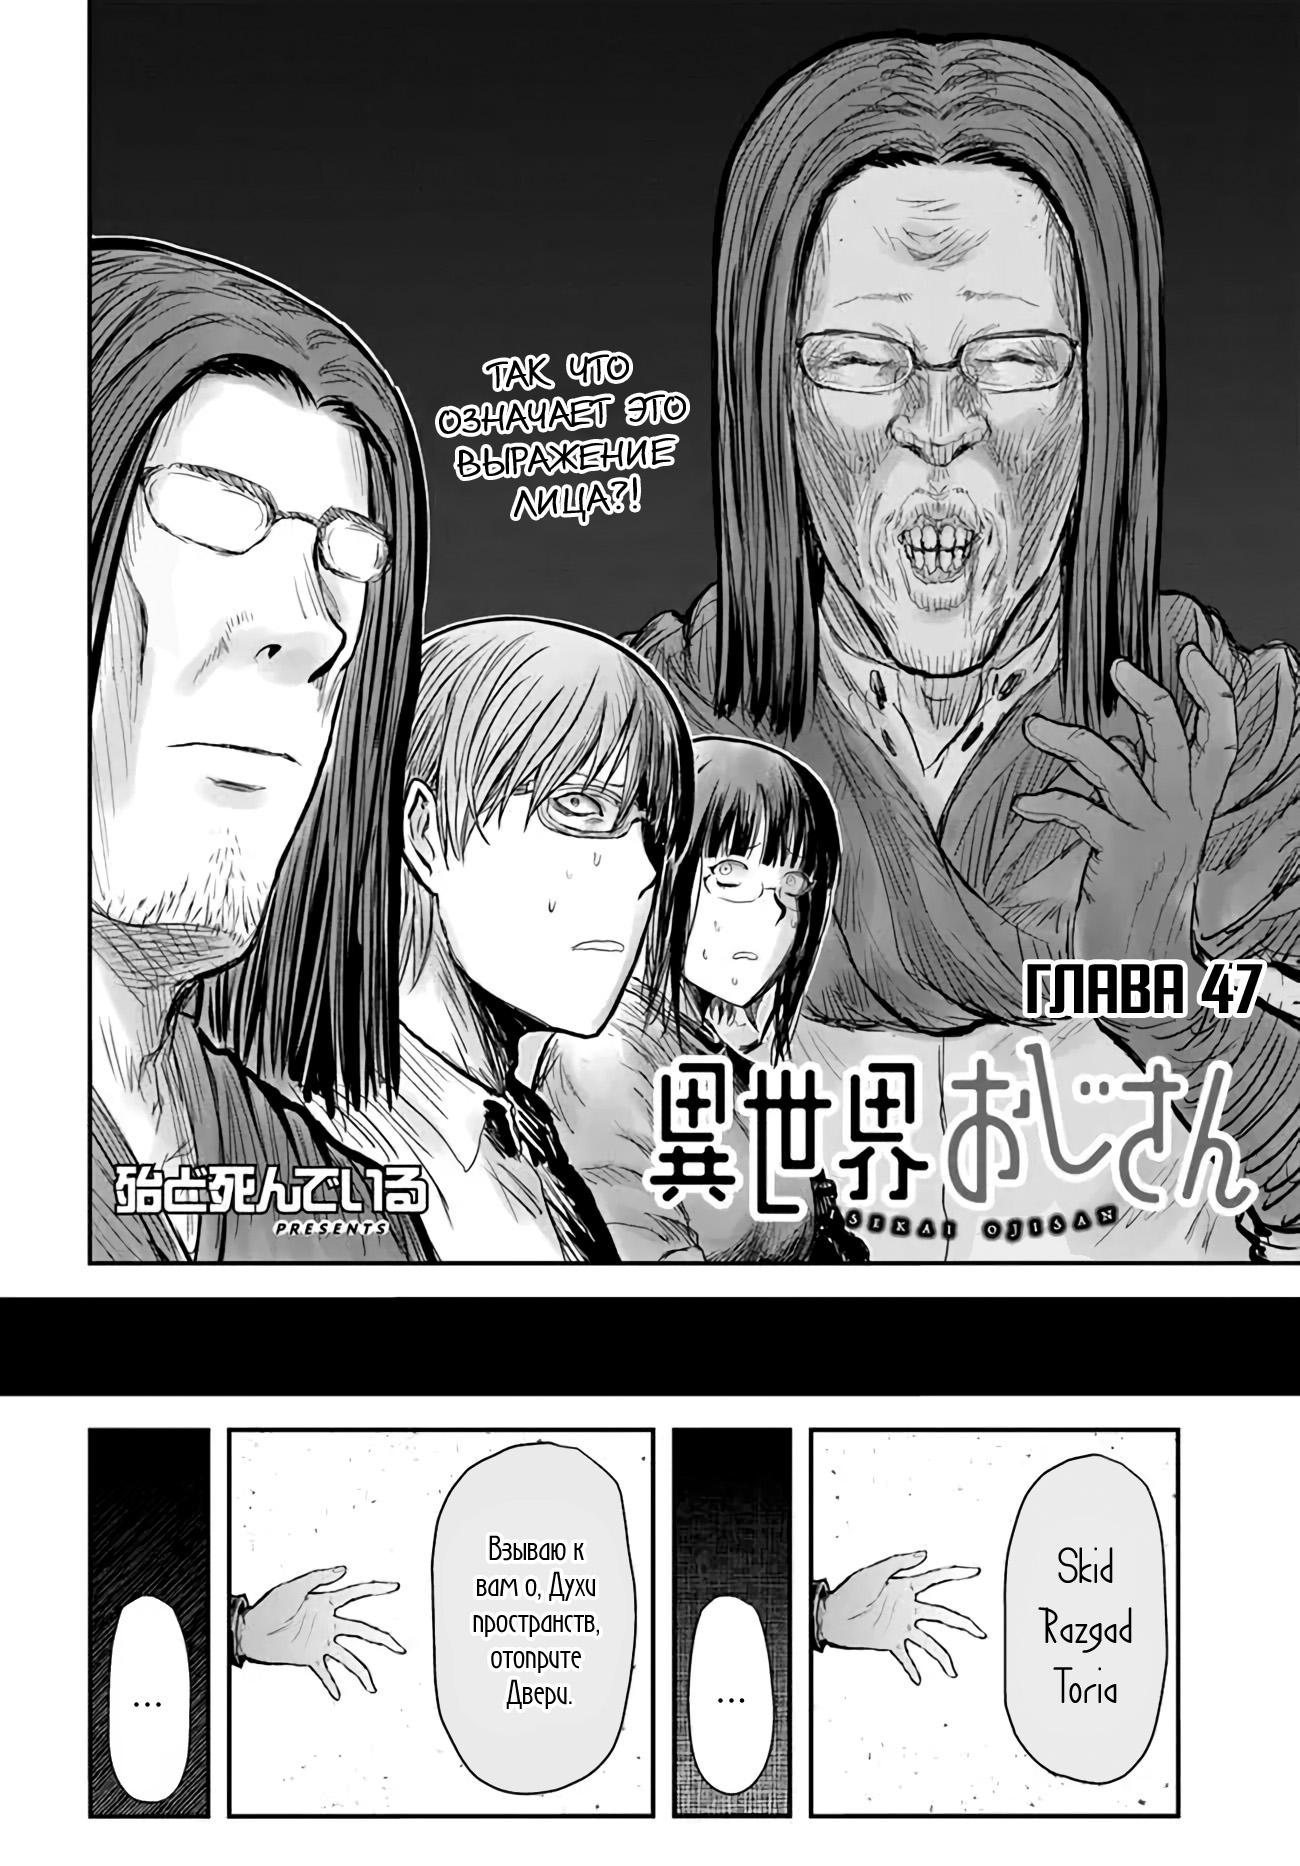 ТАК ЧТО
ОЗНАЧАЕТ ЭТО
ВЫРАЖЕНИЕ
ЛИЦА?!
ГЛАВА 47
異世界おじさん
ISEKAI OJISAN
殆ど死んでいる
PRESENTS
Skid
Razgad
Toria
...
Взываю к
вам о, Духи
пространств,
отоприте
Двери.
...